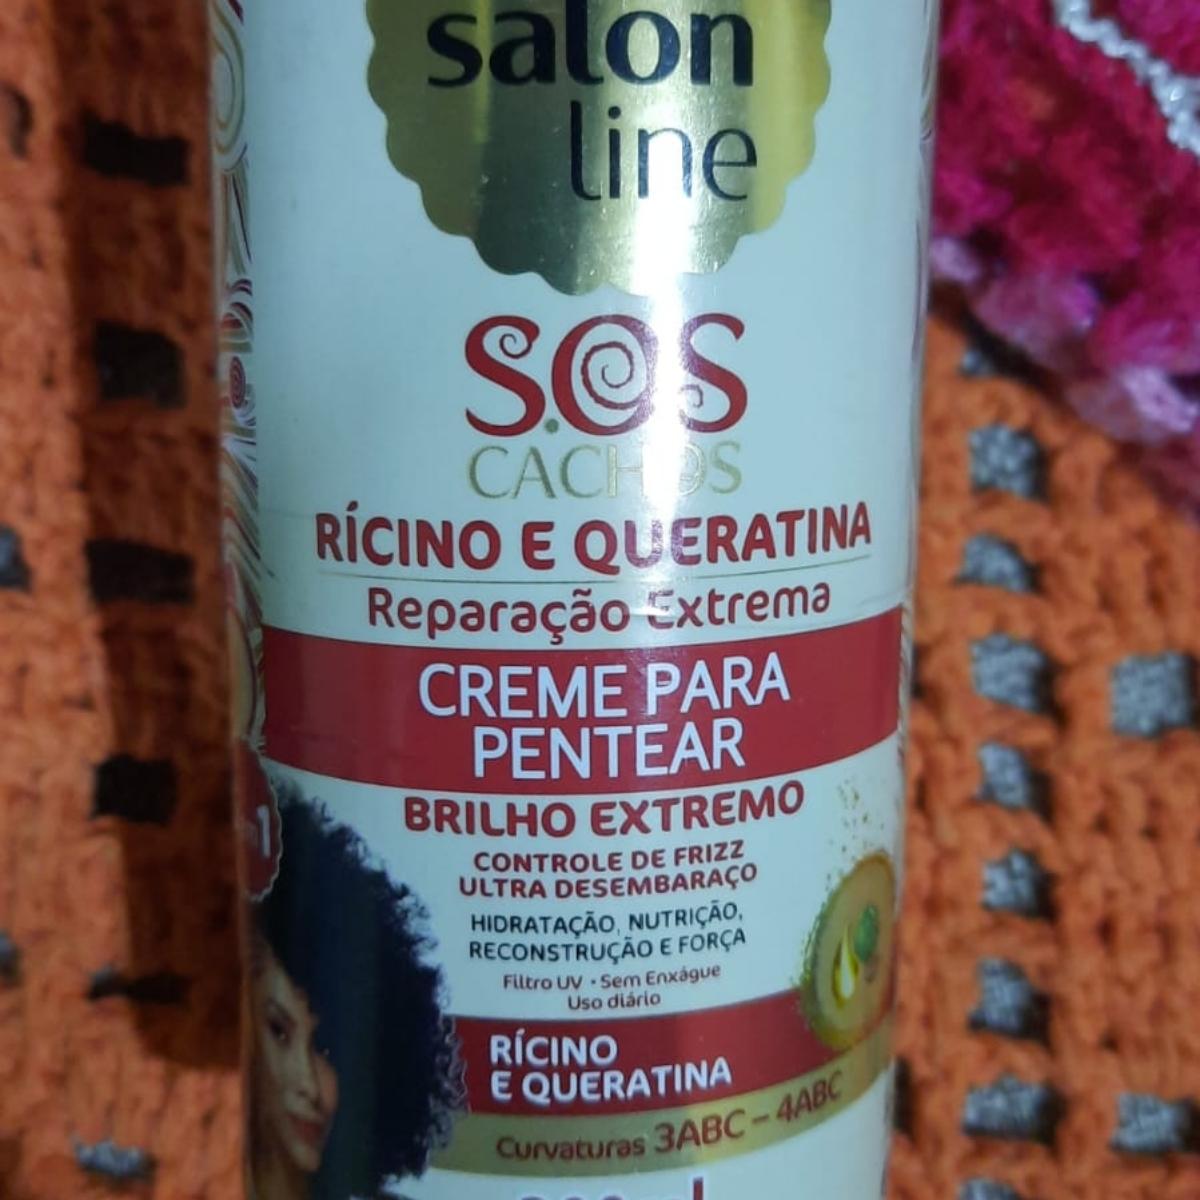 salon
line
S.O.S
CACHOS
RÍCINO E QUERATINA
Reparação Extrema
CREME PARA
PENTEAR
BRILHO EXTREMO
CONTROLE DE FRIZZ
ULTRA DESEMBARAÇO
HIDRATAÇÃO, NUTRIÇÃO,
RECONSTRUÇÃO E FORÇA
Filtro UV • Sem Enxágue
Uso diário
RÍCINO
E QUERATINA
Curvaturas 3ABC – 4ABC